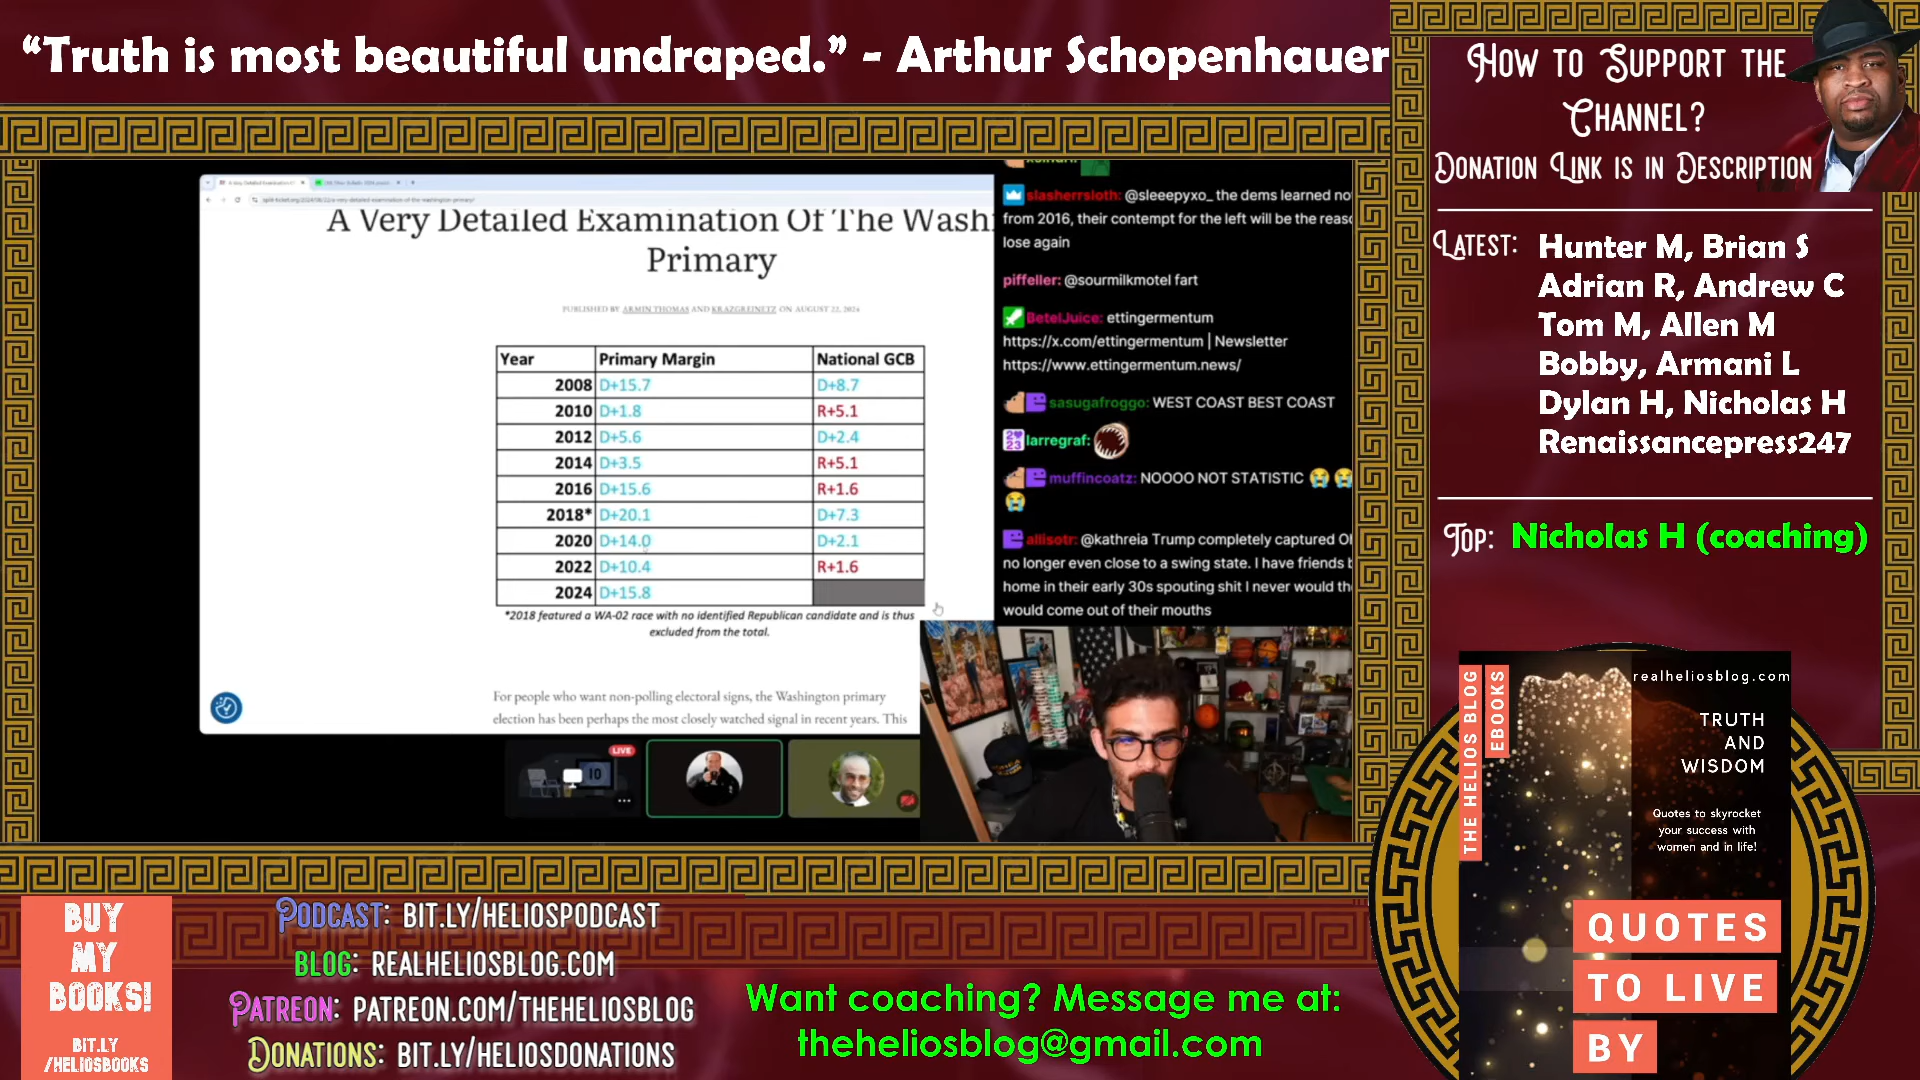 “Truth is most beautiful undraped.” - Arthur Schopenhauer
How to Support the
Channel?
Donation Link is in Description
Latest: Hunter M, Brian S
Adrian R, Andrew C
Tom M, Allen M
Bobby, Armani L
Dylan H, Nicholas H
Renaissancepress247
Top: Nicholas H (coaching)
A Very Detailed Examination Of The Washi
Primary
PUBLISHED BY ARMIN THOMAS AND KRAZGREINETZ ON AUGUST 22, 2024
Year Primary Margin National GCB
2008 D+15.7 D+8.7
2010 D+1.8 R+5.1
2012 D+5.6 D+2.4
2014 D+3.5 R+5.1
2016 D+15.6 R+1.6
2018* D+20.1 D+7.3
2020 D+14.0 D+2.1
2022 D+10.4 R+1.6
2024 D+15.8
*2018 featured a WA-02 race with no identified Republican candidate and is thus
excluded from the total.
For people who want non-polling electoral signs, the Washington primary
election has been perhaps the most closely watched signal in recent years. This
LIVE
10
slasherrsloth: @sleeepyxo_ the dems learned no
from 2016, their contempt for the left will be the reaso
lose again
piffeller: @sourmilkmotel fart
BetelJuice: ettingermentum
https://x.com/ettingermentum | Newsletter
https://www.ettingermentum.news/
sasugafroggo: WEST COAST BEST COAST
larregraf:
muffincoatz: NOOOO NOT STATISTIC 😭 😭
😭
allisotr: @kathreia Trump completely captured O
no longer even close to a swing state. I have friends b
home in their early 30s spouting shit I never would th
would come out of their mouths
THE HELIOS BLOG
EBOOKS
realheliosblog.com
TRUTH
AND
WISDOM
Quotes to skyrocket
your success with
women and in life!
QUOTES
TO LIVE
BY
BUY
MY
BOOKS!
BIT.LY
/HELIOSBOOKS
Podcast: bit.ly/heliospodcast
Blog: realheliosblog.com
Patreon: patreon.com/theheliosblog
Donations: bit.ly/heliosdonations
Want coaching? Message me at:
theheliosblog@gmail.com